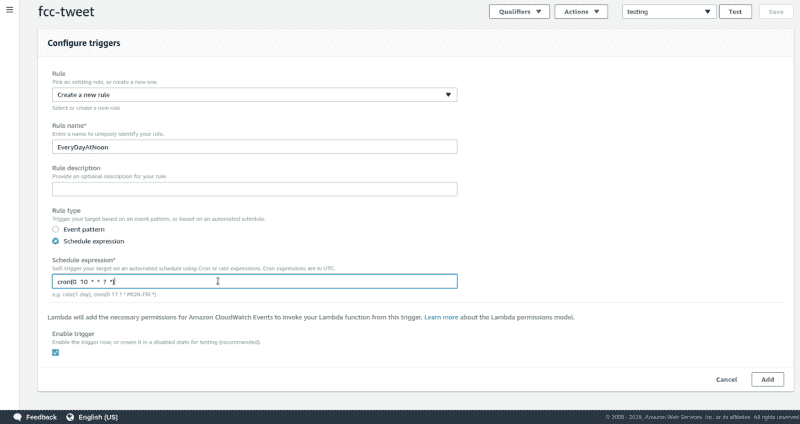 fcc-tweet
Qualifiers
Actions
testing
Test
Save
Configure triggers
Rule
Pick an existing rule, or create a new one.
Create a new rule
Select or create a new rule
Rule name*
Enter a name to uniquely identify your rule.
EveryDayAtNoon
Rule description
Provide an optional description for your rule.
Rule type
Trigger your target based on an event pattern, or based on an automated schedule.
Event pattern
Schedule expression
Schedule expression*
Self-trigger your target on an automated schedule using Cron or rate expressions. Cron expressions are in UTC.
cron(0 10 * * ? *)
e.g. rate(1 day), cron(0 17 ? * MON-FRI *)
Lambda will add the necessary permissions for Amazon CloudWatch Events to invoke your Lambda function from this trigger. Learn more about the Lambda permissions model.
Enable trigger
Enable the trigger now, or create it in a disabled state for testing (recommended).
Cancel
Add
Feedback
English (US)
© 2008 - 2018, Amazon Web Services, Inc. or its affiliates. All rights reserved.